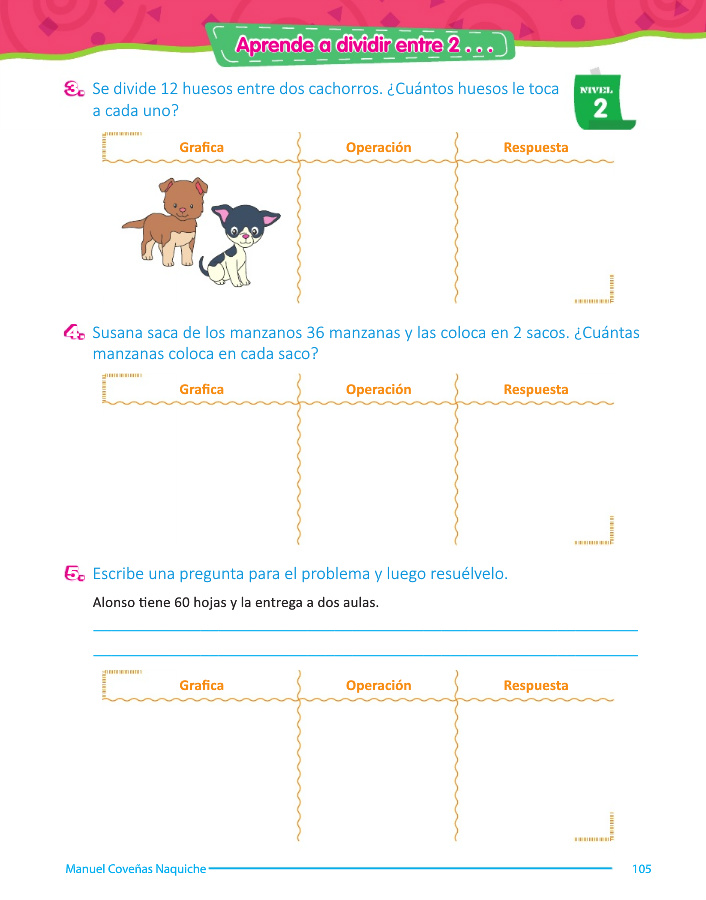 Aprende a dividir entre 2 . . .
3. Se divide 12 huesos entre dos cachorros. ¿Cuántos huesos le toca
a cada uno?
NIVEL
2
Grafica Operación Respuesta
4. Susana saca de los manzanos 36 manzanas y las coloca en 2 sacos. ¿Cuántas
manzanas coloca en cada saco?
Grafica Operación Respuesta
5. Escribe una pregunta para el problema y luego resuélvelo.
Alonso tiene 60 hojas y la entrega a dos aulas.
Grafica Operación Respuesta
Manuel Coveñas Naquiche 105